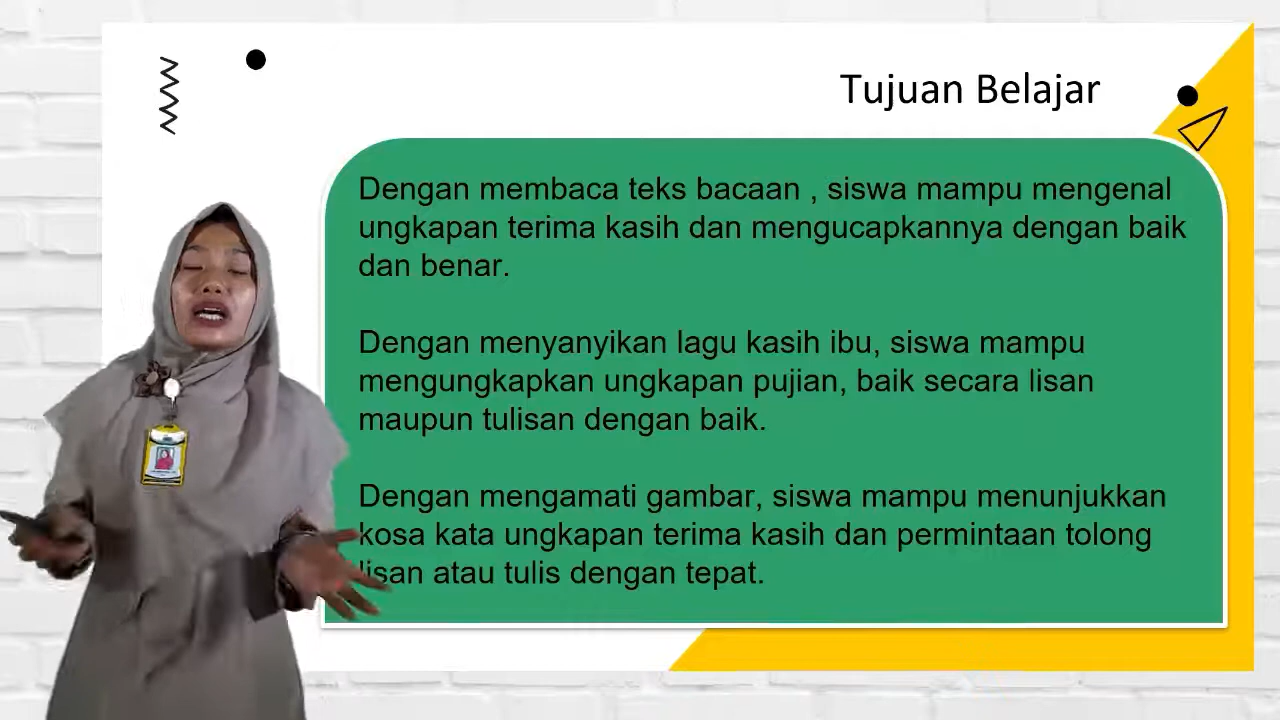 Tujuan Belajar
Dengan membaca teks bacaan , siswa mampu mengenal
ungkapan terima kasih dan mengucapkannya dengan baik
dan benar.
Dengan menyanyikan lagu kasih ibu, siswa mampu
mengungkapkan ungkapan pujian, baik secara lisan
maupun tulisan dengan baik.
Dengan mengamati gambar, siswa mampu menunjukkan
kosa kata ungkapan terima kasih dan permintaan tolong
lisan atau tulis dengan tepat.